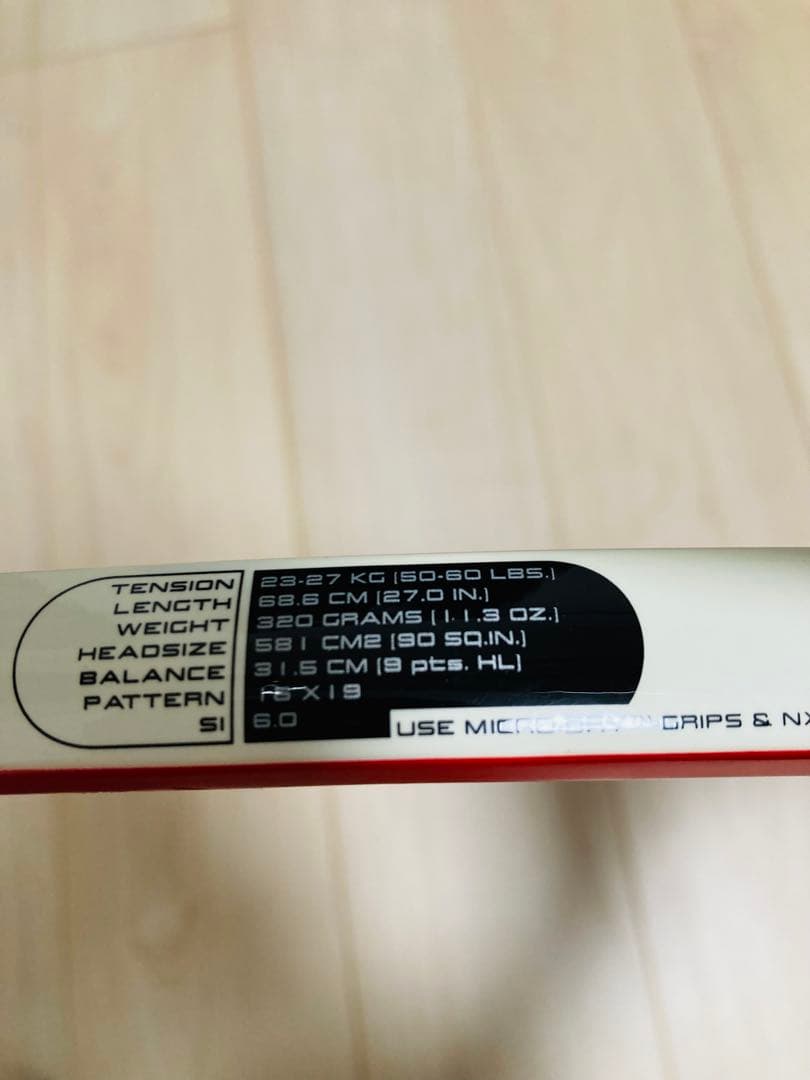 TENSION 23-27 KG [50-60 LBS.]
LENGTH 68.6 CM [27.0 IN.]
WEIGHT 320 GRAMS [11.3 OZ.]
HEADSIZE 581 CM2 [90 SQ.IN.]
BALANCE 31.5 CM [9 pts. HL]
PATTERN X19
SI 6.0
USE GRIPS &